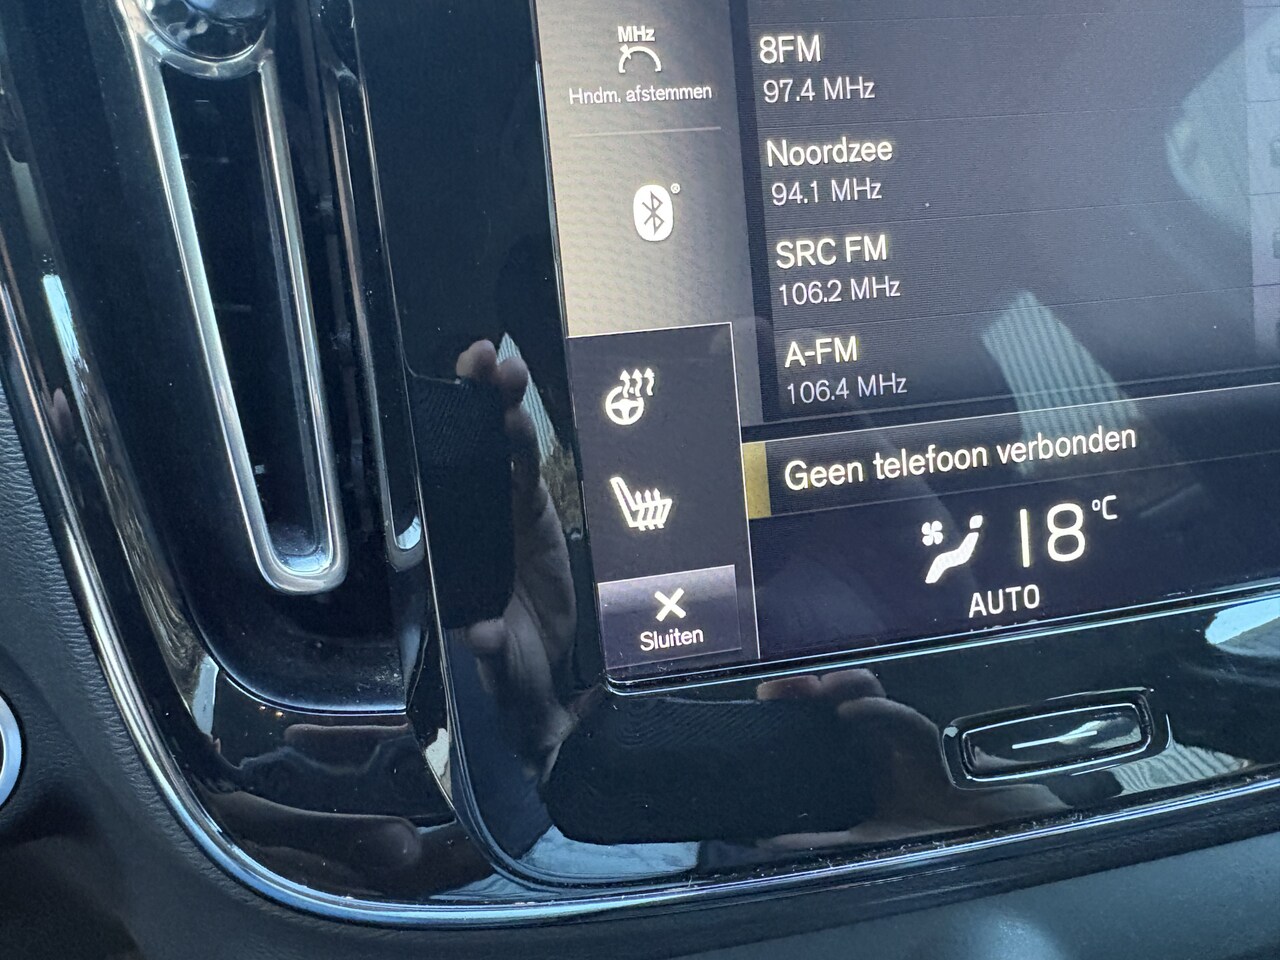 MHz
Hndm. afstemmen
8FM
97.4 MHz
Noordzee
94.1 MHz
SRC FM
106.2 MHz
A-FM
106.4 MHz
Geen telefoon verbonden
18 °C
AUTO
Sluiten